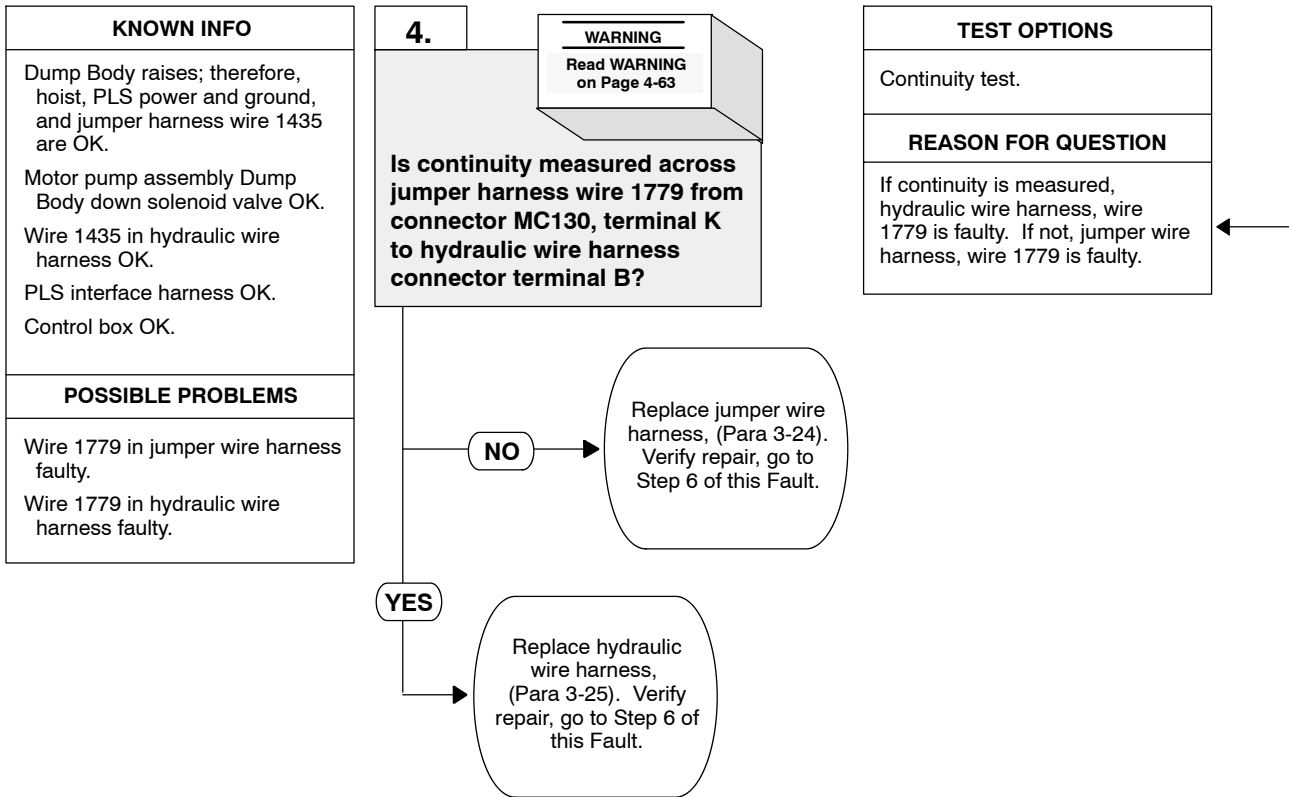 KNOWN INFO
Dump Body raises; therefore,
hoist, PLS power and ground,
and jumper harness wire 1435
are OK.
Motor pump assembly Dump
Body down solenoid valve OK.
Wire 1435 in hydraulic wire
harness OK.
PLS interface harness OK.
Control box OK.
POSSIBLE PROBLEMS
Wire 1779 in jumper wire harness
faulty.
Wire 1779 in hydraulic wire
harness faulty.
4.
WARNING
Read WARNING
on Page 4-63
Is continuity measured across
jumper harness wire 1779 from
connector MC130, terminal K
to hydraulic wire harness
connector terminal B?
TEST OPTIONS
Continuity test.
REASON FOR QUESTION
If continuity is measured,
hydraulic wire harness, wire
1779 is faulty. If not, jumper wire
harness, wire 1779 is faulty.
NO
Replace jumper wire
harness, (Para 3-24).
Verify repair, go to
Step 6 of this Fault.
YES
Replace hydraulic
wire harness,
(Para 3-25). Verify
repair, go to Step 6 of
this Fault.